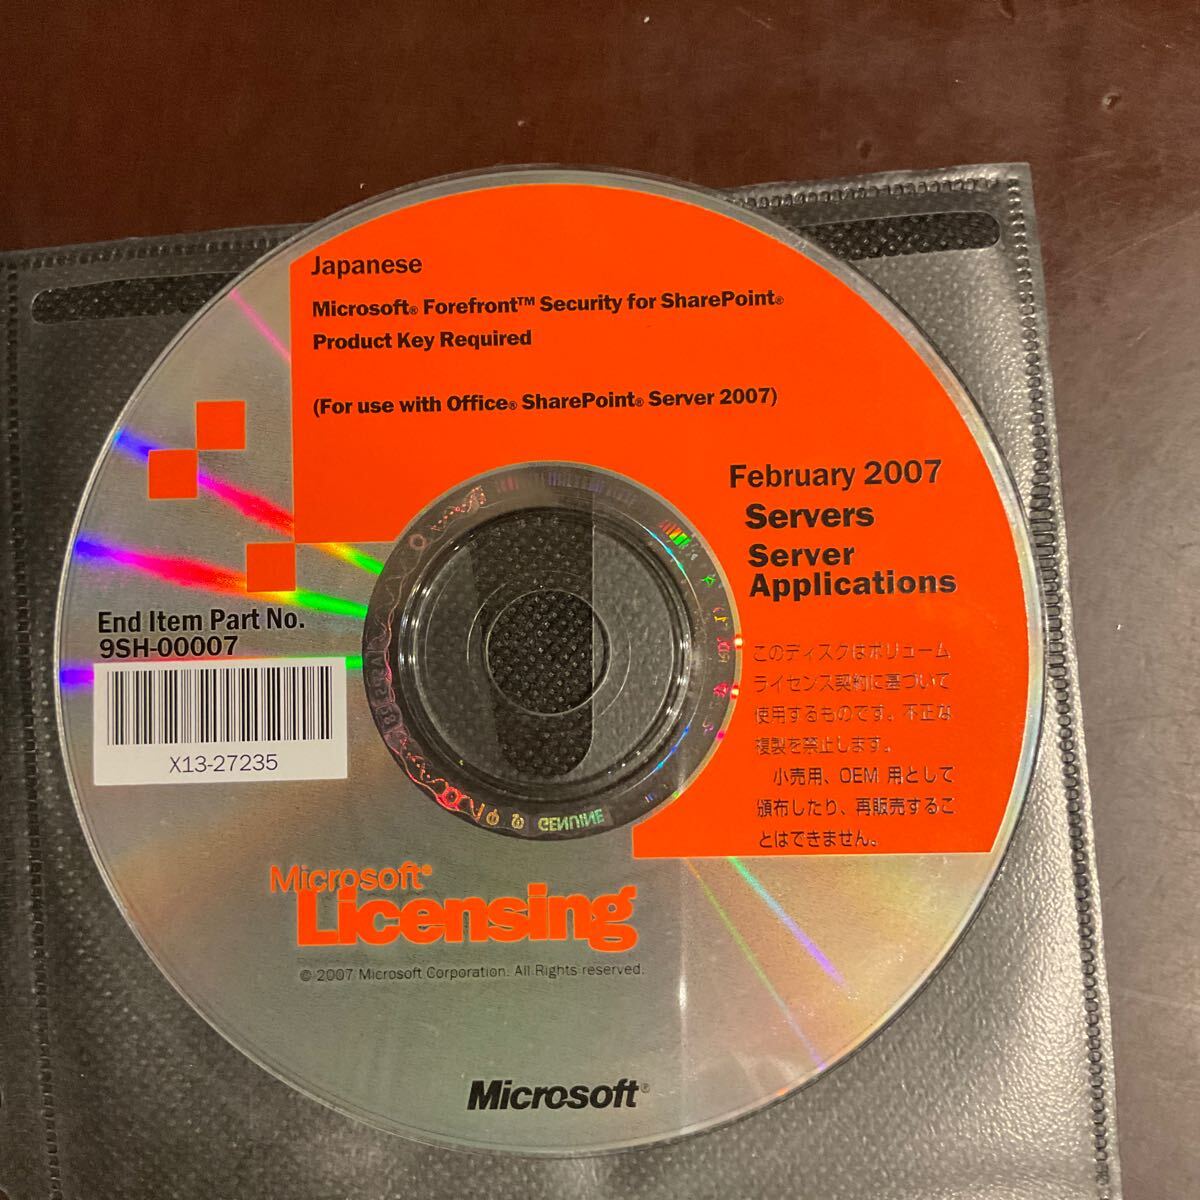 Japanese
Microsoft® Forefront™ Security for SharePoint®
Product Key Required
(For use with Office® SharePoint® Server 2007)
February 2007
Servers
Server
Applications
End Item Part No.
9SH-00007
X13-27235
このディスクはボリューム
ライセンス契約に基づいて
使用するものです。不正な
複製を禁止します。
小売用、OEM 用として
頒布したり、再販売するこ
とはできません。
GENUINE
Microsoft®
Licensing
© 2007 Microsoft Corporation. All Rights reserved.
Microsoft®